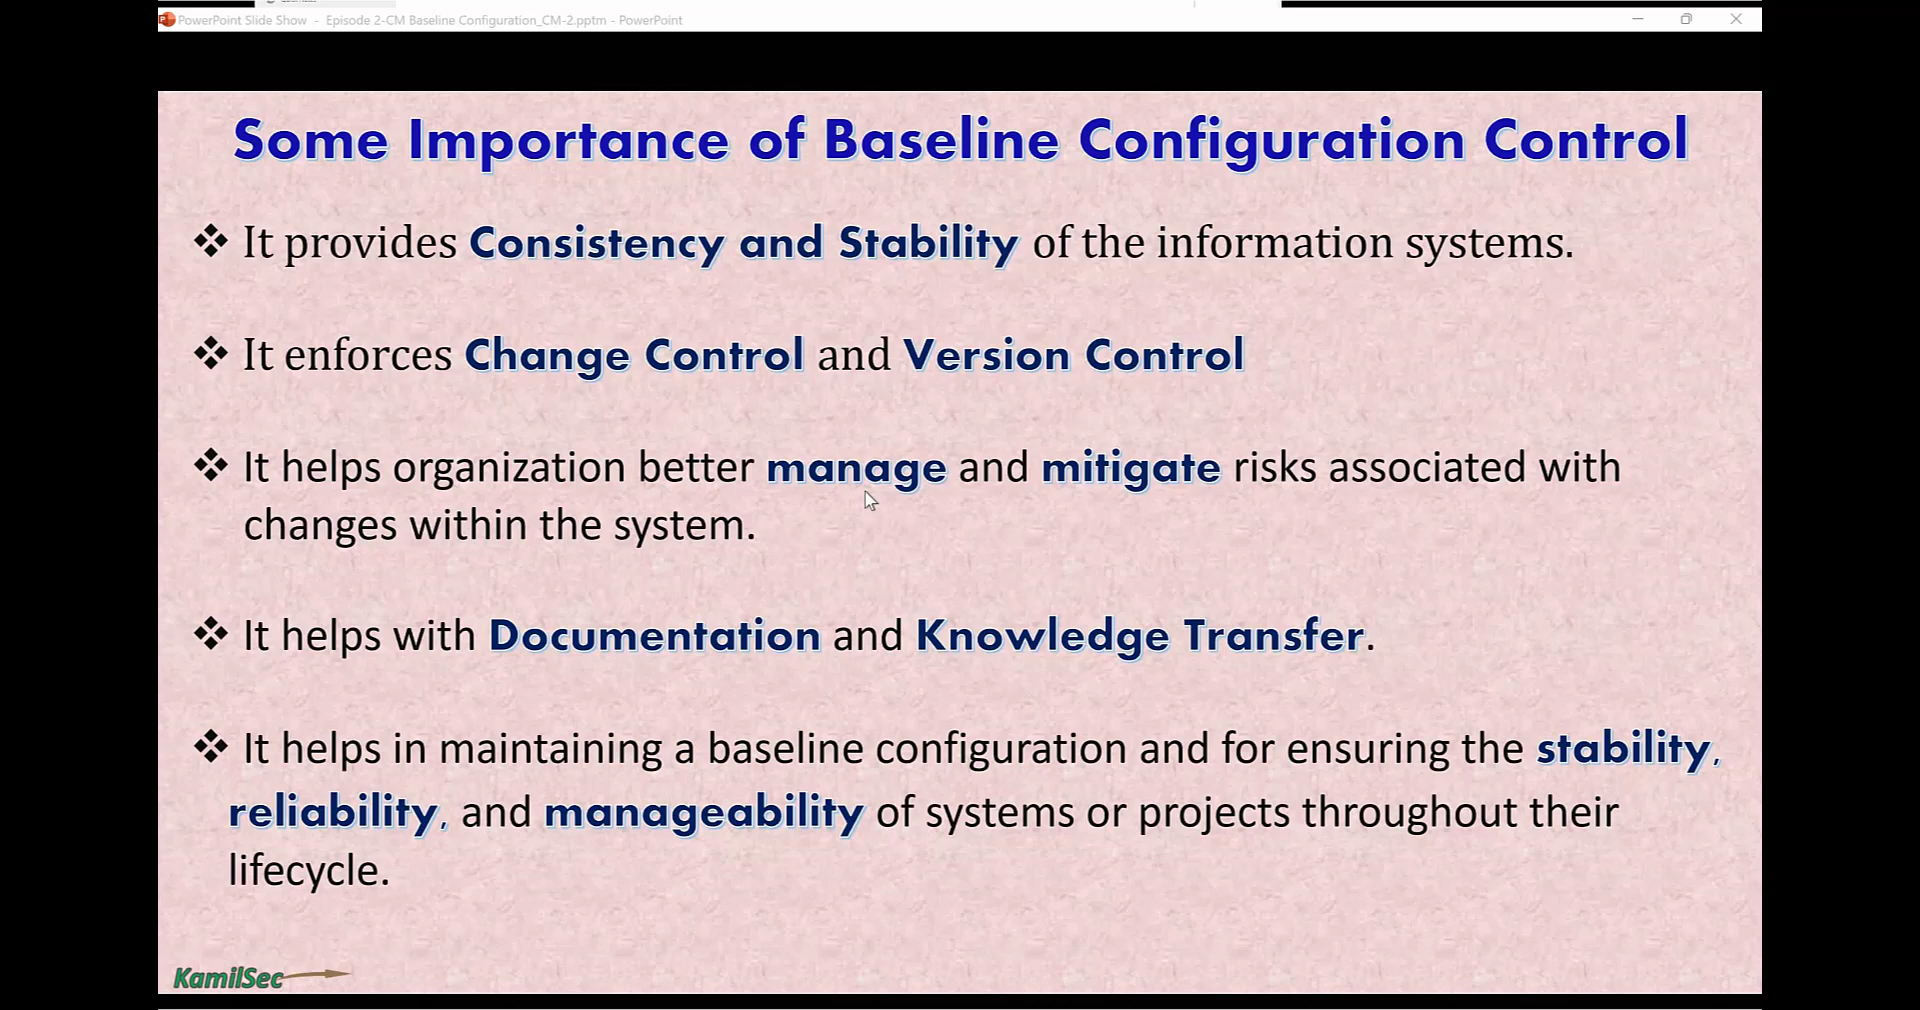 PowerPoint Slide Show - Episode 2-CM Baseline Configuration_CM-2.pptm - PowerPoint
Some Importance of Baseline Configuration Control
❖ It provides Consistency and Stability of the information systems.
❖ It enforces Change Control and Version Control
❖ It helps organization better manage and mitigate risks associated with
changes within the system.
❖ It helps with Documentation and Knowledge Transfer.
❖ It helps in maintaining a baseline configuration and for ensuring the stability,
reliability, and manageability of systems or projects throughout their
lifecycle.
KamilSec